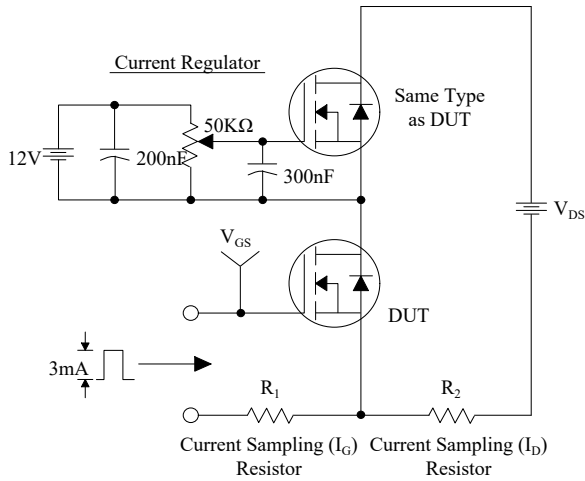 Current Regulator
50KΩ
12V
200nF
300nF
Same Type
as DUT
V_DS
V_GS
DUT
3mA
R_1
R_2
Current Sampling (I_G)
Resistor
Current Sampling (I_D)
Resistor